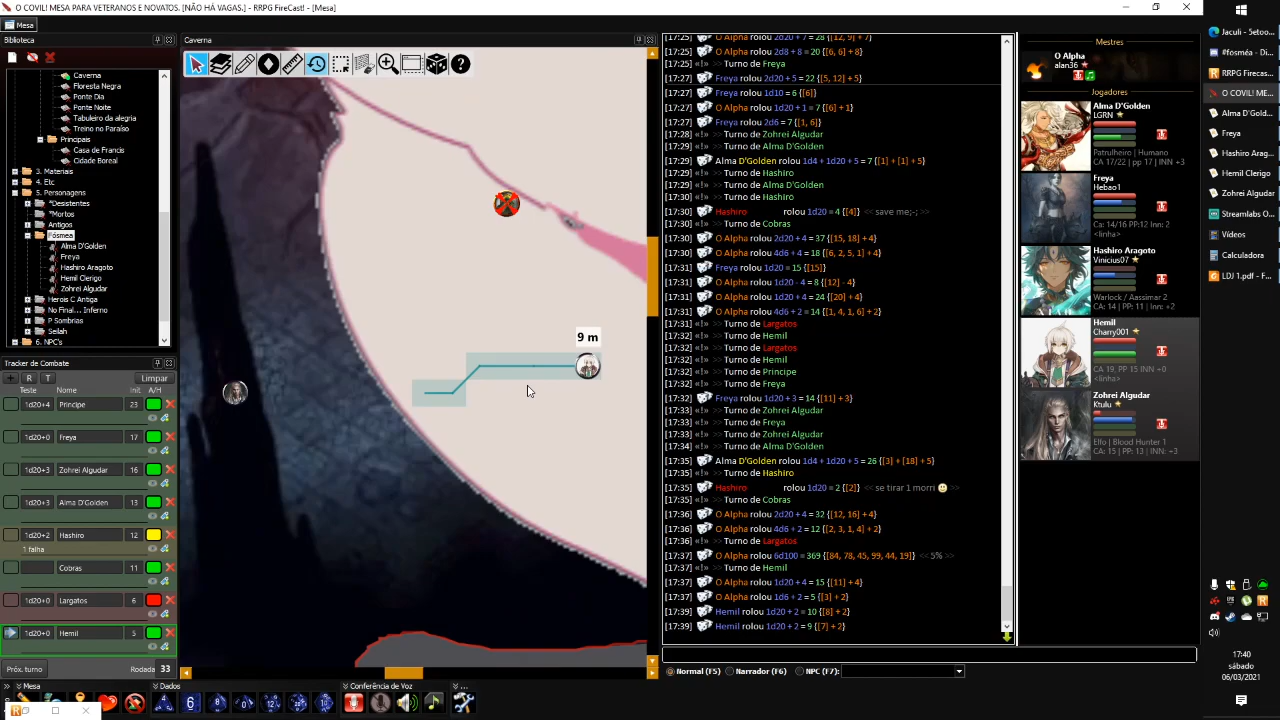 O COVIL! MESA PARA VETERANOS E NOVATOS. [NÃO HÁ VAGAS.] - RRPG FireCast! - [Mesa]
Mesa
Biblioteca
Caverna
Floresta Negra
Ponte Dia
Ponte Noite
Tabuleiro da alegria
Treino no Paraíso
Principais
Casa de Francis
Cidade Boreal
3. Materiais
4. Etc
5. Personagens
*Desistentes
*Mortos
Antigos
Fósmea
Alma D'Golden
Freya
Hashiro Aragoto
Hemil Clerigo
Zohrei Algudar
Herois C Antiga
No Final... Inferno
P Sombrias
Seilah
6. NPC's
Tracker de Combate
R T Limpar
Teste Nome Init. A/H
1d20+4 Principe 23
1d20+0 Freya 17
1d20+3 Zohrei Algudar 16
1d20+3 Alma D'Golden 13
1d20+2 Hashiro 12
1 falha
Cobras 11
1d20+0 Largatos 6
1d20+0 Hemil 5
Próx. turno Rodada 33
Mesa Dados Conferência de Voz ...
Caverna
9 m
[17:25] O Alpha rolou 2d20 + 7 = 28 {[12, 9] + 7}
[17:25] O Alpha rolou 2d8 + 8 = 20 {[6, 6] + 8}
[17:25] «!» >> Turno de Freya
[17:27] Freya rolou 2d20 + 5 = 22 {[5, 12] + 5}
[17:27] Freya rolou 1d10 = 6 {[6]}
[17:27] O Alpha rolou 1d20 + 1 = 7 {[6] + 1}
[17:27] Freya rolou 2d6 = 7 {[1, 6]}
[17:28] «!» >> Turno de Zohrei Algudar
[17:29] «!» >> Turno de Alma D'Golden
[17:29] Alma D'Golden rolou 1d4 + 1d20 + 5 = 7 {[1] + [1] + 5}
[17:29] «!» >> Turno de Hashiro
[17:29] «!» >> Turno de Alma D'Golden
[17:29] «!» >> Turno de Hashiro
[17:30] Hashiro rolou 1d20 = 4 {[4]} << save me;-; >>
[17:30] «!» >> Turno de Cobras
[17:30] O Alpha rolou 2d20 + 4 = 37 {[15, 18] + 4}
[17:30] O Alpha rolou 4d6 + 4 = 18 {[6, 2, 5, 1] + 4}
[17:31] Freya rolou 1d20 = 15 {[15]}
[17:31] O Alpha rolou 1d20 - 4 = 8 {[12] - 4}
[17:31] O Alpha rolou 1d20 + 4 = 24 {[20] + 4}
[17:31] O Alpha rolou 4d6 + 2 = 14 {[1, 4, 1, 6] + 2}
[17:31] «!» >> Turno de Largatos
[17:32] «!» >> Turno de Hemil
[17:32] «!» >> Turno de Largatos
[17:32] «!» >> Turno de Hemil
[17:32] «!» >> Turno de Principe
[17:32] «!» >> Turno de Freya
[17:32] Freya rolou 1d20 + 3 = 14 {[11] + 3}
[17:33] «!» >> Turno de Zohrei Algudar
[17:33] «!» >> Turno de Freya
[17:33] «!» >> Turno de Zohrei Algudar
[17:34] «!» >> Turno de Alma D'Golden
[17:35] Alma D'Golden rolou 1d4 + 1d20 + 5 = 26 {[3] + [18] + 5}
[17:35] «!» >> Turno de Hashiro
[17:35] Hashiro rolou 1d20 = 2 {[2]} << se tirar 1 morri >>
[17:35] «!» >> Turno de Cobras
[17:36] O Alpha rolou 2d20 + 4 = 32 {[12, 16] + 4}
[17:36] O Alpha rolou 4d6 + 2 = 12 {[2, 3, 1, 4] + 2}
[17:36] «!» >> Turno de Largatos
[17:37] O Alpha rolou 6d100 = 369 {[84, 78, 45, 99, 44, 19]} << 5% >>
[17:37] «!» >> Turno de Hemil
[17:37] O Alpha rolou 1d20 + 4 = 15 {[11] + 4}
[17:37] O Alpha rolou 1d6 + 2 = 5 {[3] + 2}
[17:39] Hemil rolou 1d20 + 2 = 10 {[8] + 2}
[17:39] Hemil rolou 1d20 + 2 = 9 {[7] + 2}
Normal (F5) Narrador (F6) NPC (F7):
Mestres
O Alpha
alan36
Jogadores
Alma D'Golden
LGRN
Patrulheiro | Humano
CA 17/22 | pp 17 | INN +3
Freya
Hebao1
Ca: 14/16 PP:12 Inn: 2
<linha>
Hashiro Aragoto
Vinicius07
Warlock / Aassimar 2
CA: 14 | PP: 11 | Inn: +2
Hemil
Charry001
CA 19, PP 15 INN +0
<linha>
Zohrei Algudar
Ktulu
Elfo | Blood Hunter 1
CA: 15 | PP: 13 | INN: +3
Jaculi - Seitoo...
#fosméa - Di...
RRPG Firecas...
O COVIL! ME...
Alma D'Gold...
Freya
Hashiro Arag...
Hemil Clerigo
Zohrei Algudar
Streamlabs O...
Vídeos
Calculadora
LDJ 1.pdf - F...
17:40
sábado
06/03/2021